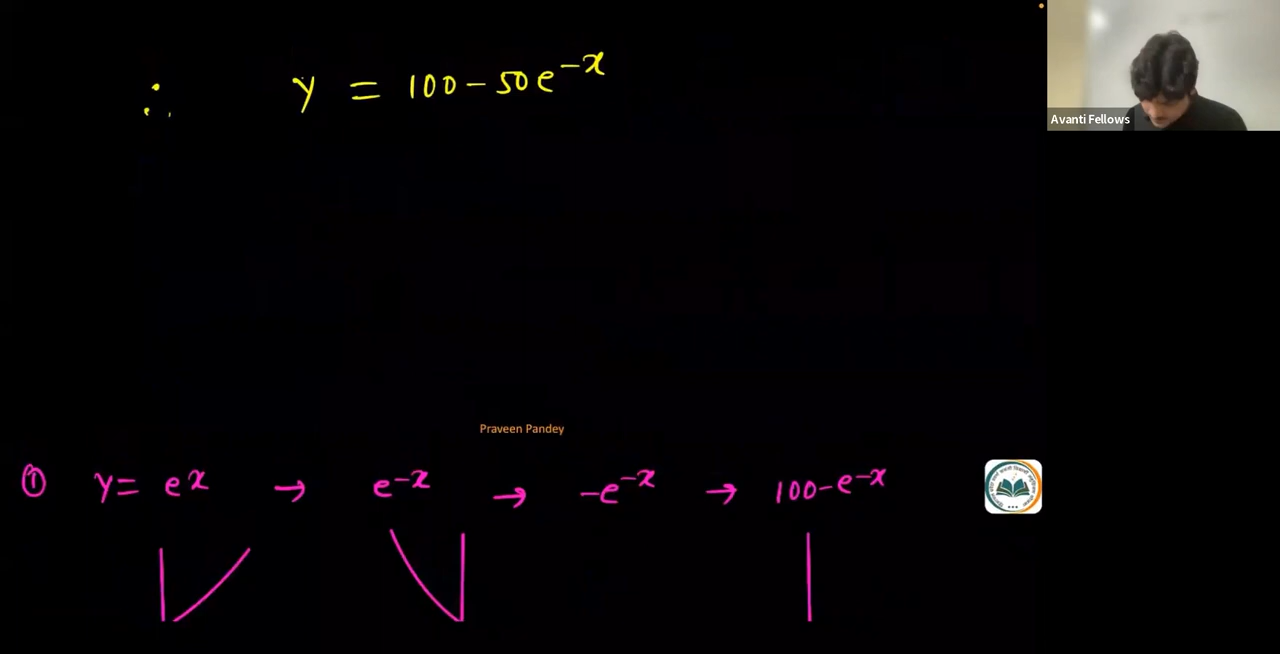 ∴ y = 100 - 50e^{-x}
Avanti Fellows
Praveen Pandey
① y = e^x → e^{-x} → -e^{-x} → 100 - e^{-x}